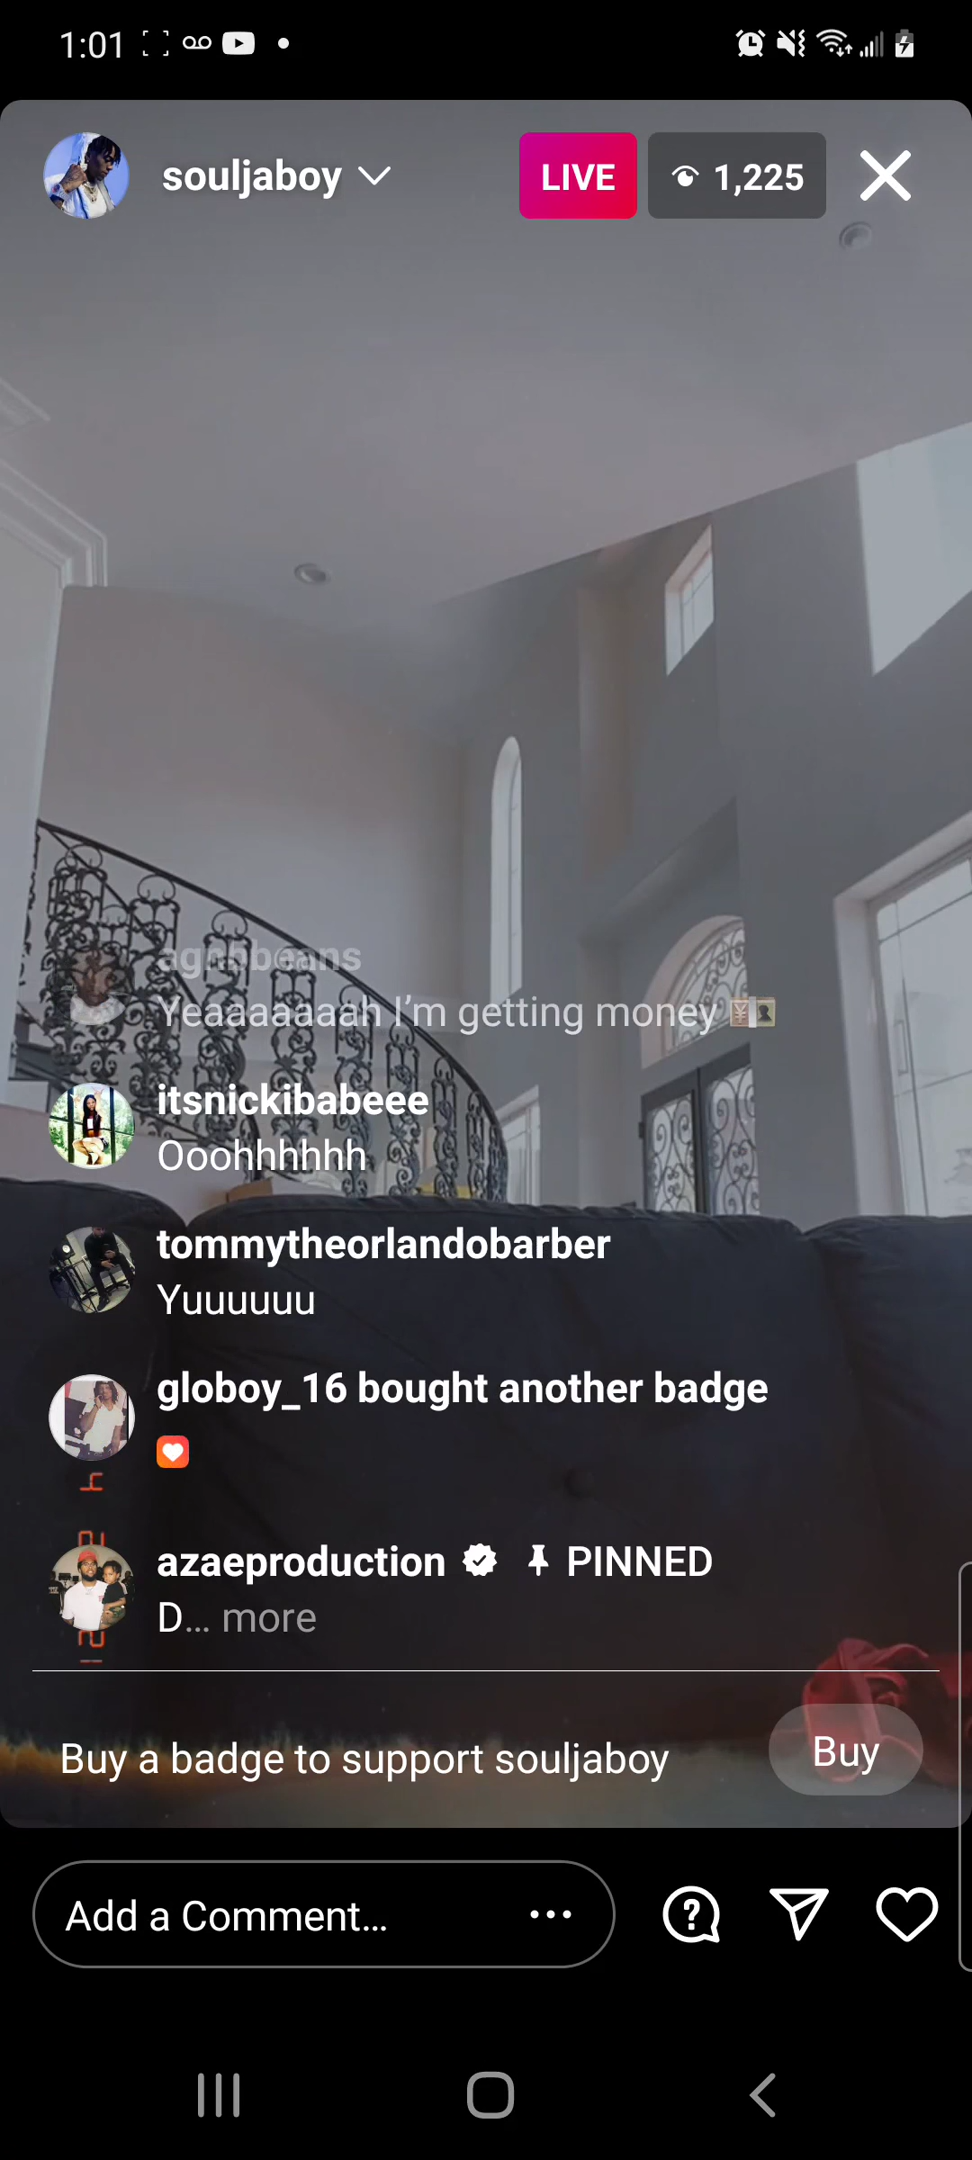 1:01
souljaboy
LIVE
1,225
Yeaaaaaaah I'm getting money
itsnickibabeee
Ooohhhhhh
tommytheorlandobarber
Yuuuuuu
globoy_16 bought another badge
azaeproduction PINNED
D... more
Buy a badge to support souljaboy
Buy
Add a Comment...